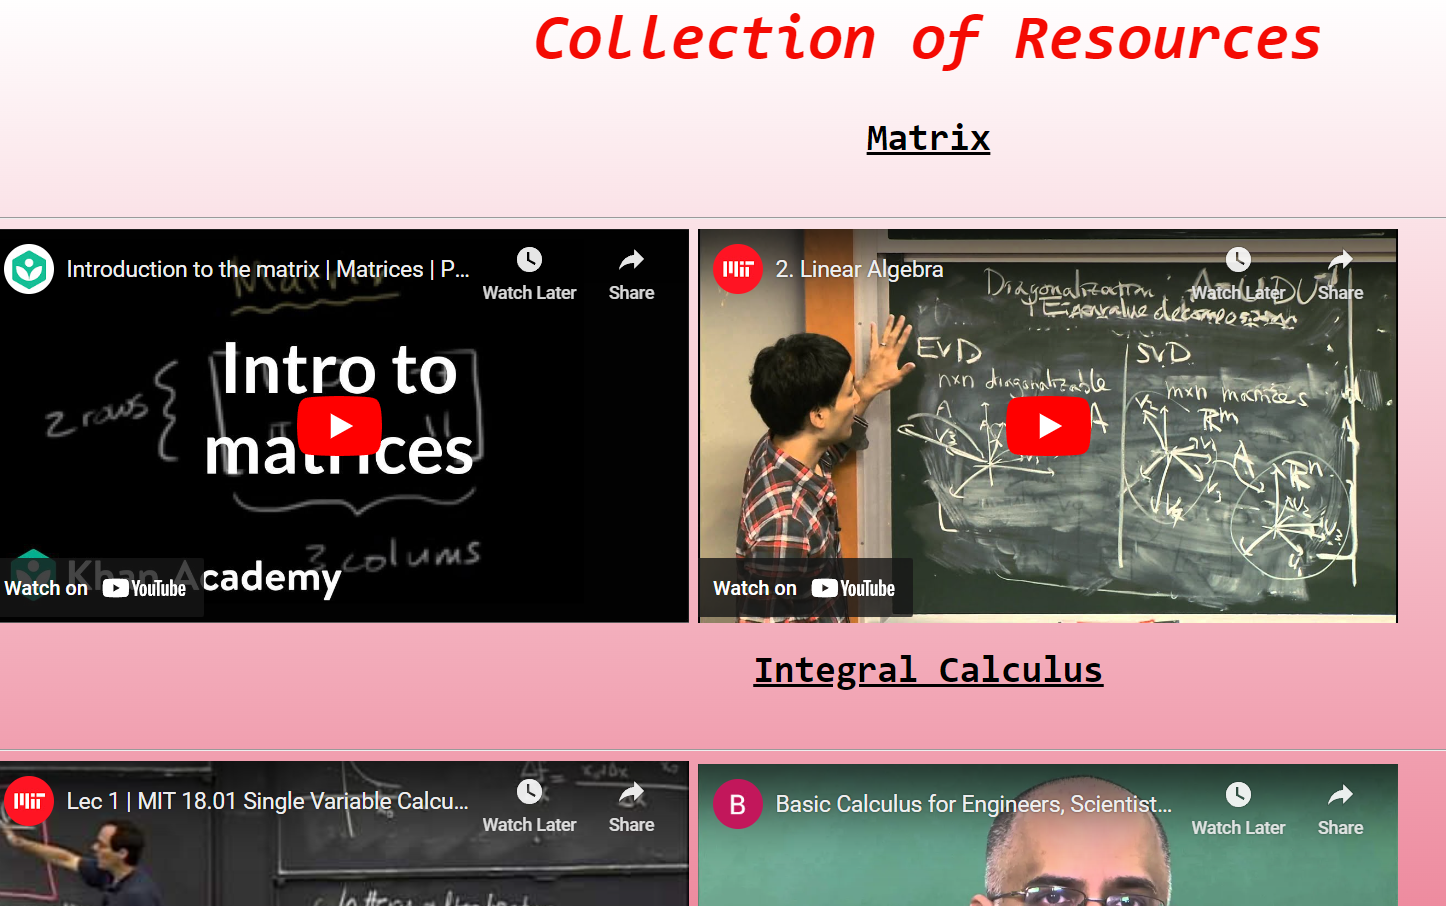 Collection of Resources
Matrix
Introduction to the matrix | Matrices | P...
Watch Later
Share
Intro to
matrices
2 rows
3 colums
Khan Academy
Watch on YouTube
MIT
2. Linear Algebra
Watch Later
Share
Diagonalization
Eigenvalue decomposition
EVD
SVD
nxn diagonalizable
mxn matrices
Watch on YouTube
Integral Calculus
MIT
Lec 1 | MIT 18.01 Single Variable Calcu...
Watch Later
Share
B
Basic Calculus for Engineers, Scientist...
Watch Later
Share